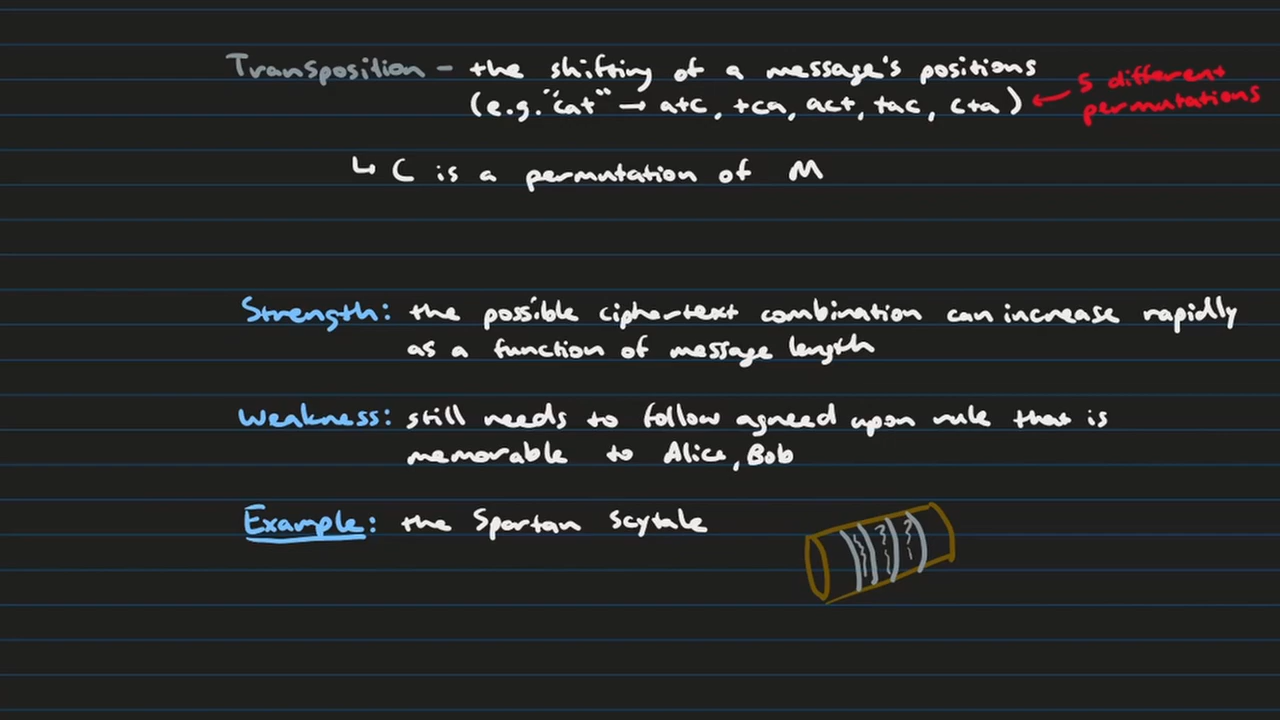 Transposition - the shifting of a message's positions
(e.g. "cat" → atc, tca, act, tac, cta)
← 5 different
permutations
↳ C is a permutation of M
Strength: the possible ciphertext combination can increase rapidly
as a function of message length
Weakness: still needs to follow agreed upon rule that is
memorable to Alice, Bob
Example: the Spartan Scytale